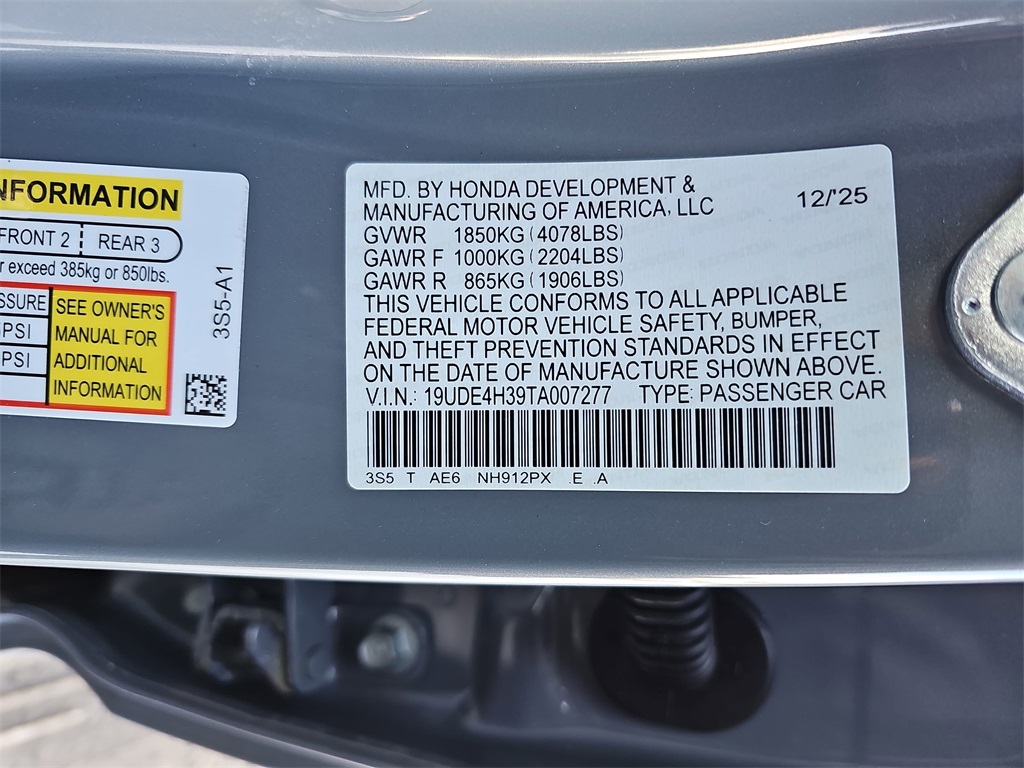 NFORMATION
FRONT 2 REAR 3
exceed 385kg or 850lbs.
SSURE
PSI
PSI
SEE OWNER'S
MANUAL FOR
ADDITIONAL
INFORMATION
3S5-A1
MFD. BY HONDA DEVELOPMENT &
MANUFACTURING OF AMERICA, LLC 12/'25
GVWR 1850KG (4078LBS)
GAWR F 1000KG (2204LBS)
GAWR R 865KG (1906LBS)
THIS VEHICLE CONFORMS TO ALL APPLICABLE
FEDERAL MOTOR VEHICLE SAFETY, BUMPER,
AND THEFT PREVENTION STANDARDS IN EFFECT
ON THE DATE OF MANUFACTURE SHOWN ABOVE.
V.I.N.: 19UDE4H39TA007277 TYPE: PASSENGER CAR
3S5 T AE6 NH912PX .E .A